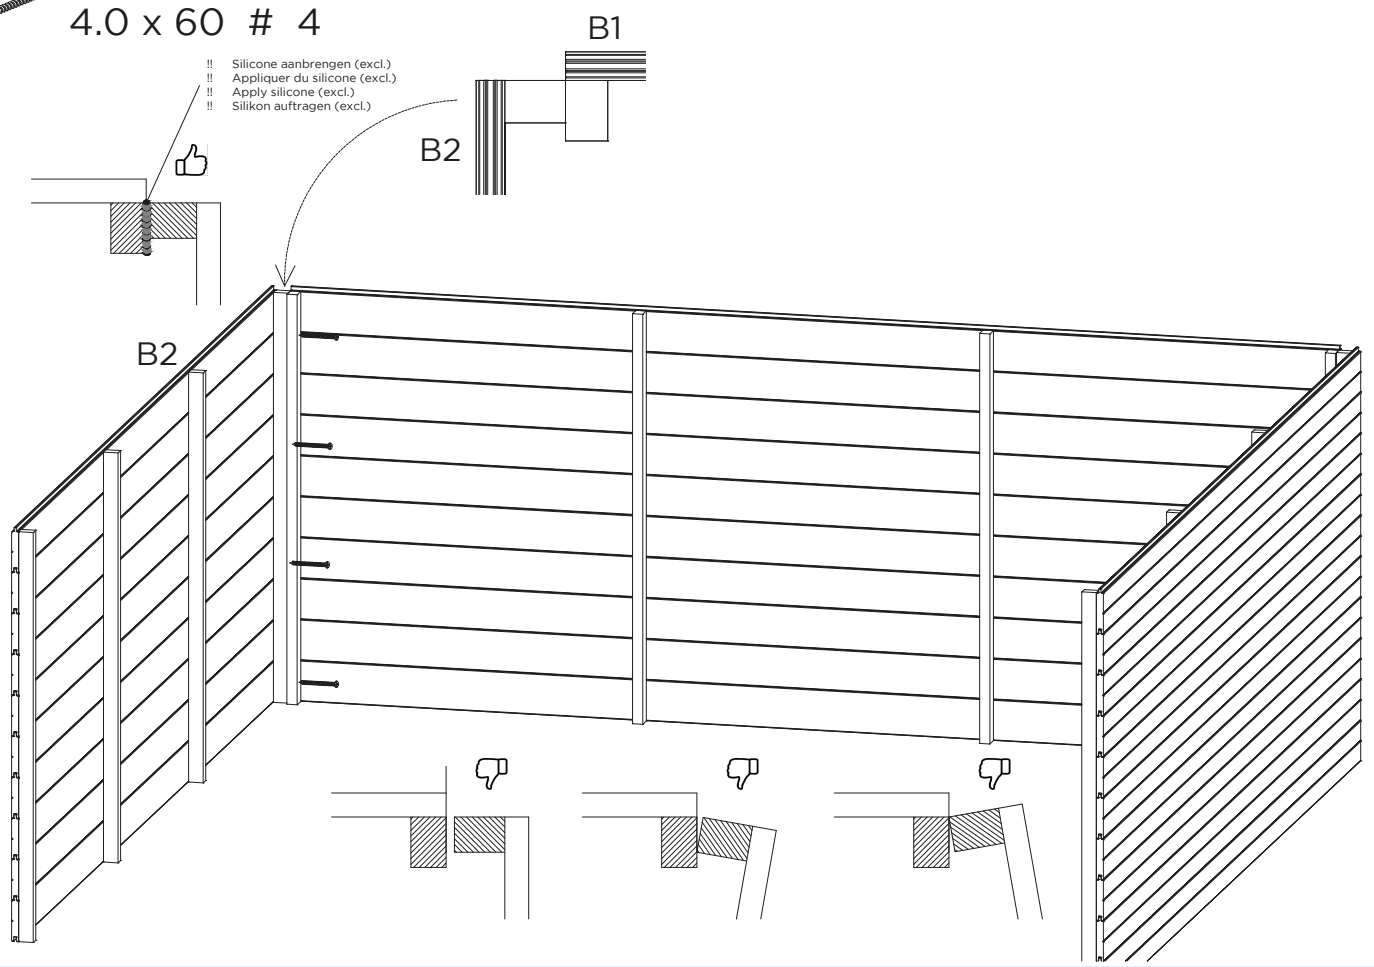 4.0 x 60 # 4
B1
!! Silicone aanbrengen (excl.)
!! Appliquer du silicone (excl.)
!! Apply silicone (excl.)
!! Silikon auftragen (excl.)
B2
B2